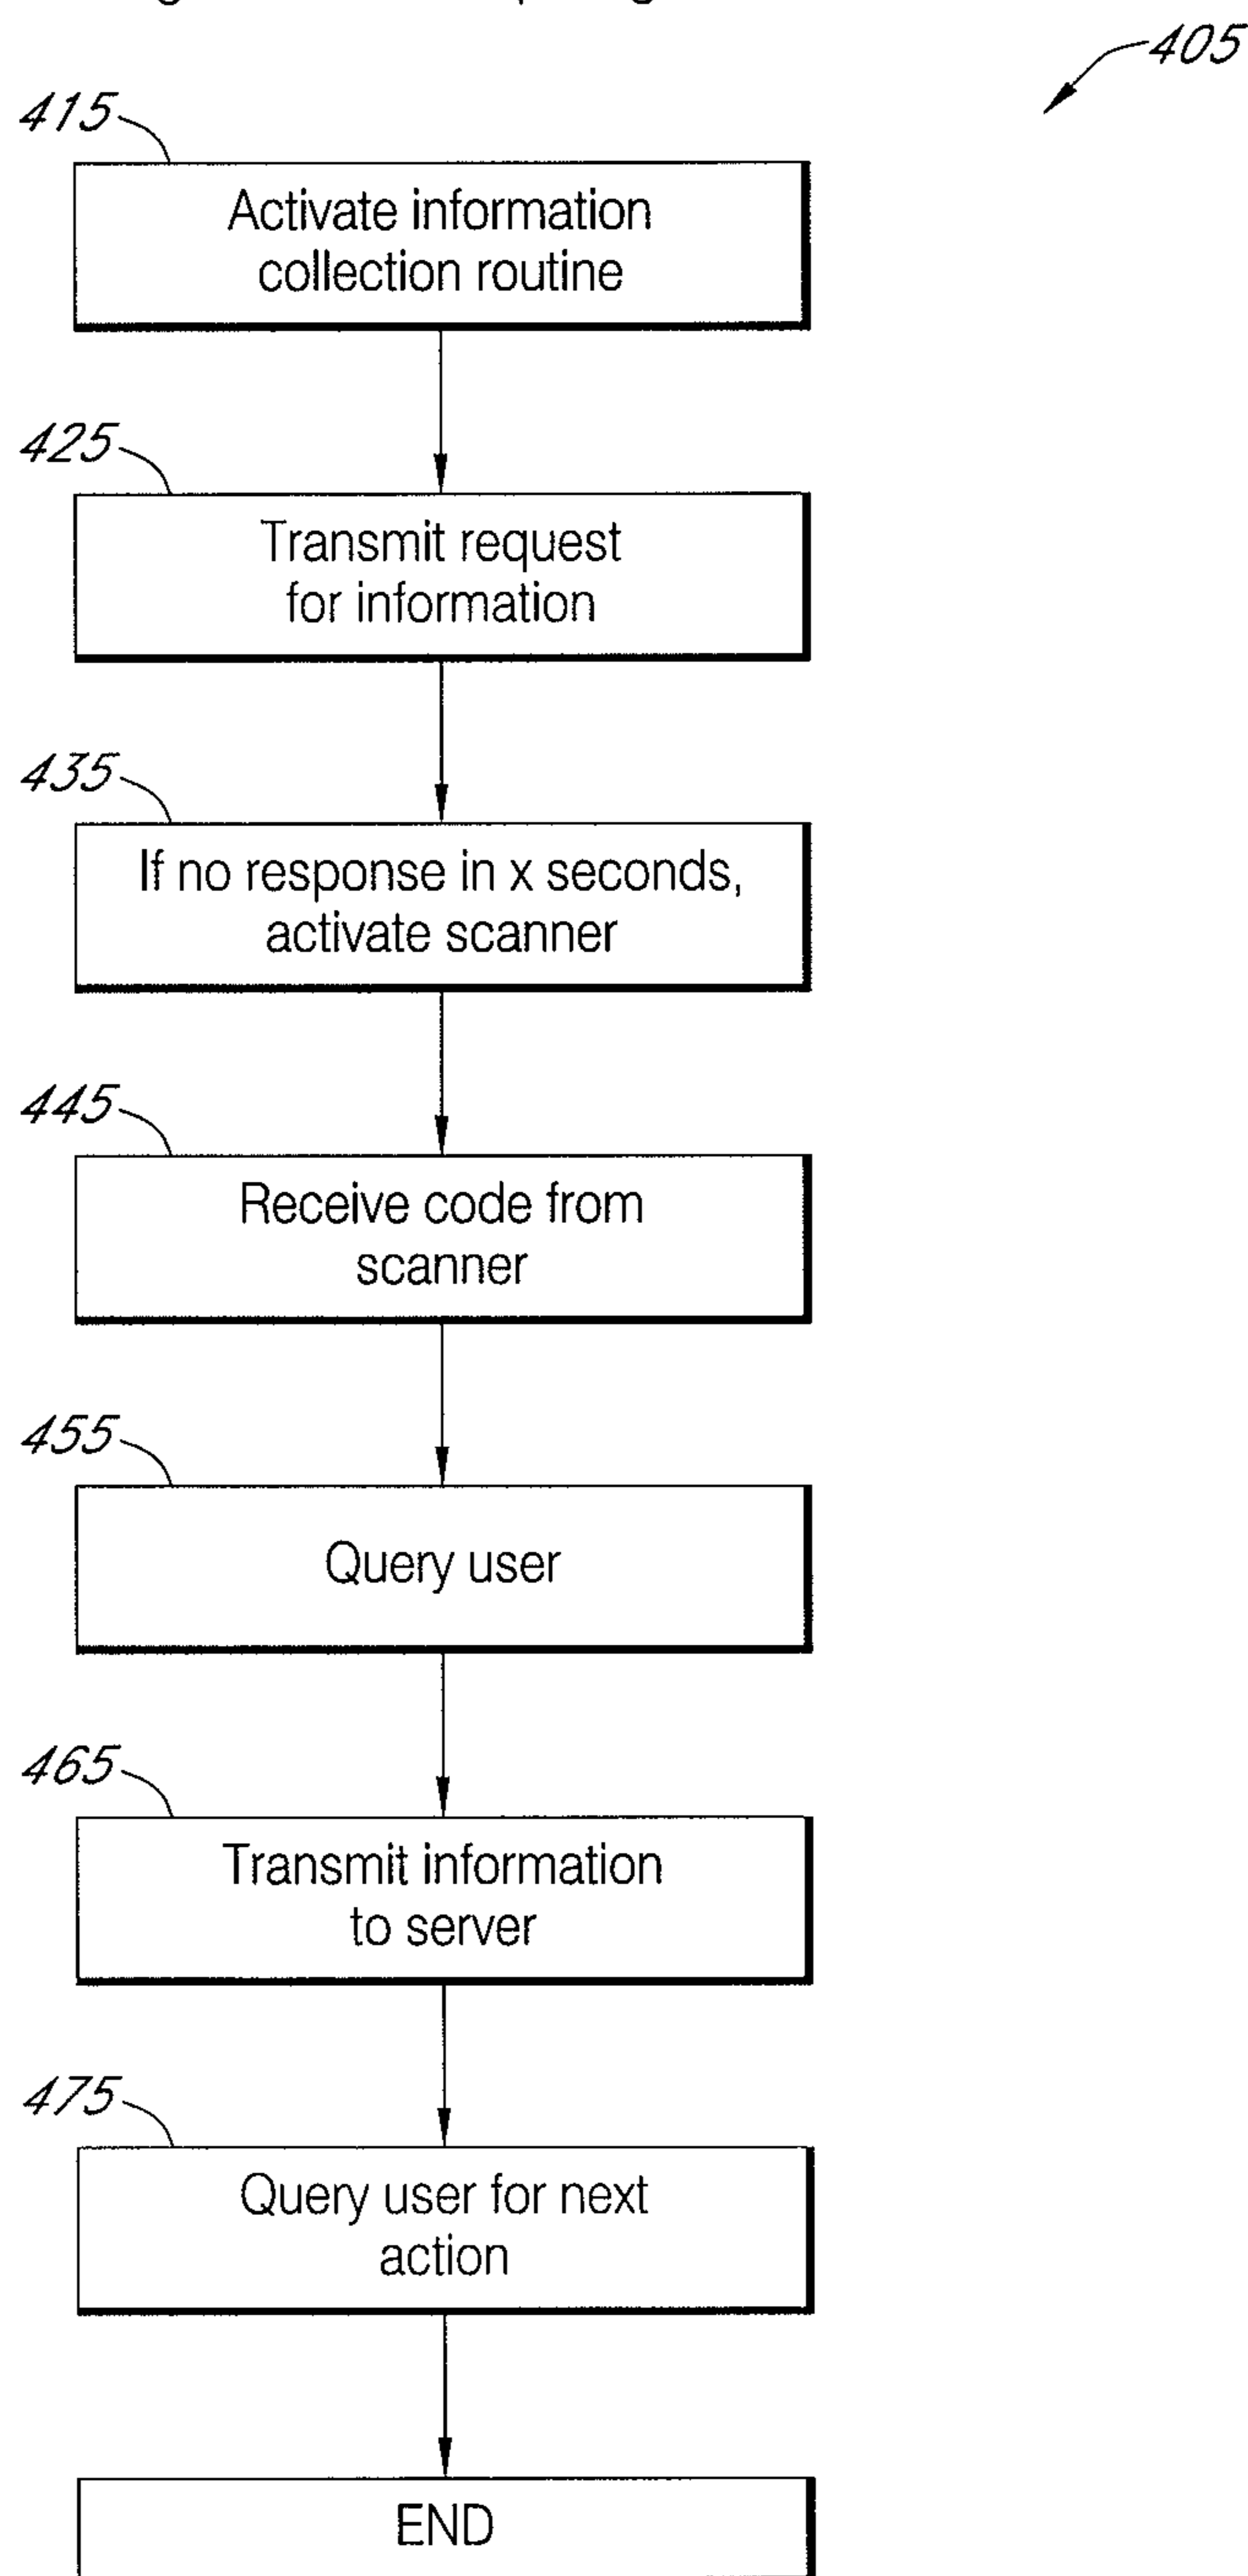 405
415
Activate information
collection routine
425
Transmit request
for information
435
If no response in x seconds,
activate scanner
445
Receive code from
scanner
455
Query user
465
Transmit information
to server
475
Query user for next
action
END